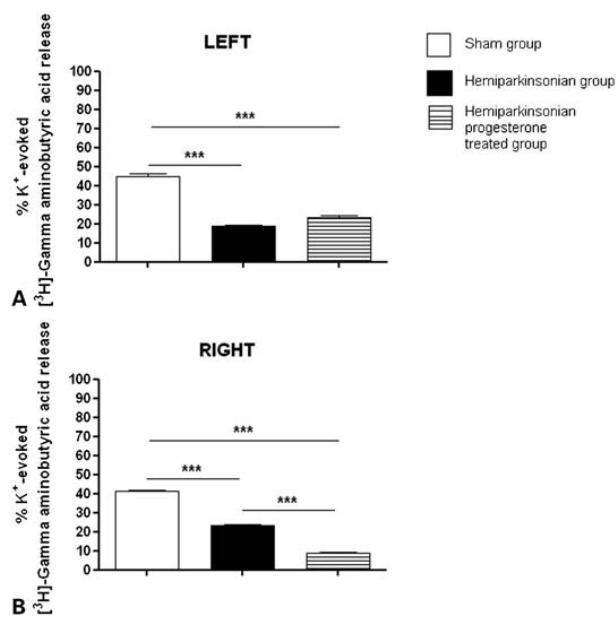 LEFT
Sham group
Hemiparkinsonian group
Hemiparkinsonian
progesterone
treated group
% K⁺-evoked
[³H]-Gamma aminobutyric acid release
100
90
80
70
60
50
40
30
20
10
0
***
***
A
RIGHT
% K⁺-evoked
[³H]-Gamma aminobutyric acid release
100
90
80
70
60
50
40
30
20
10
0
***
***
***
B